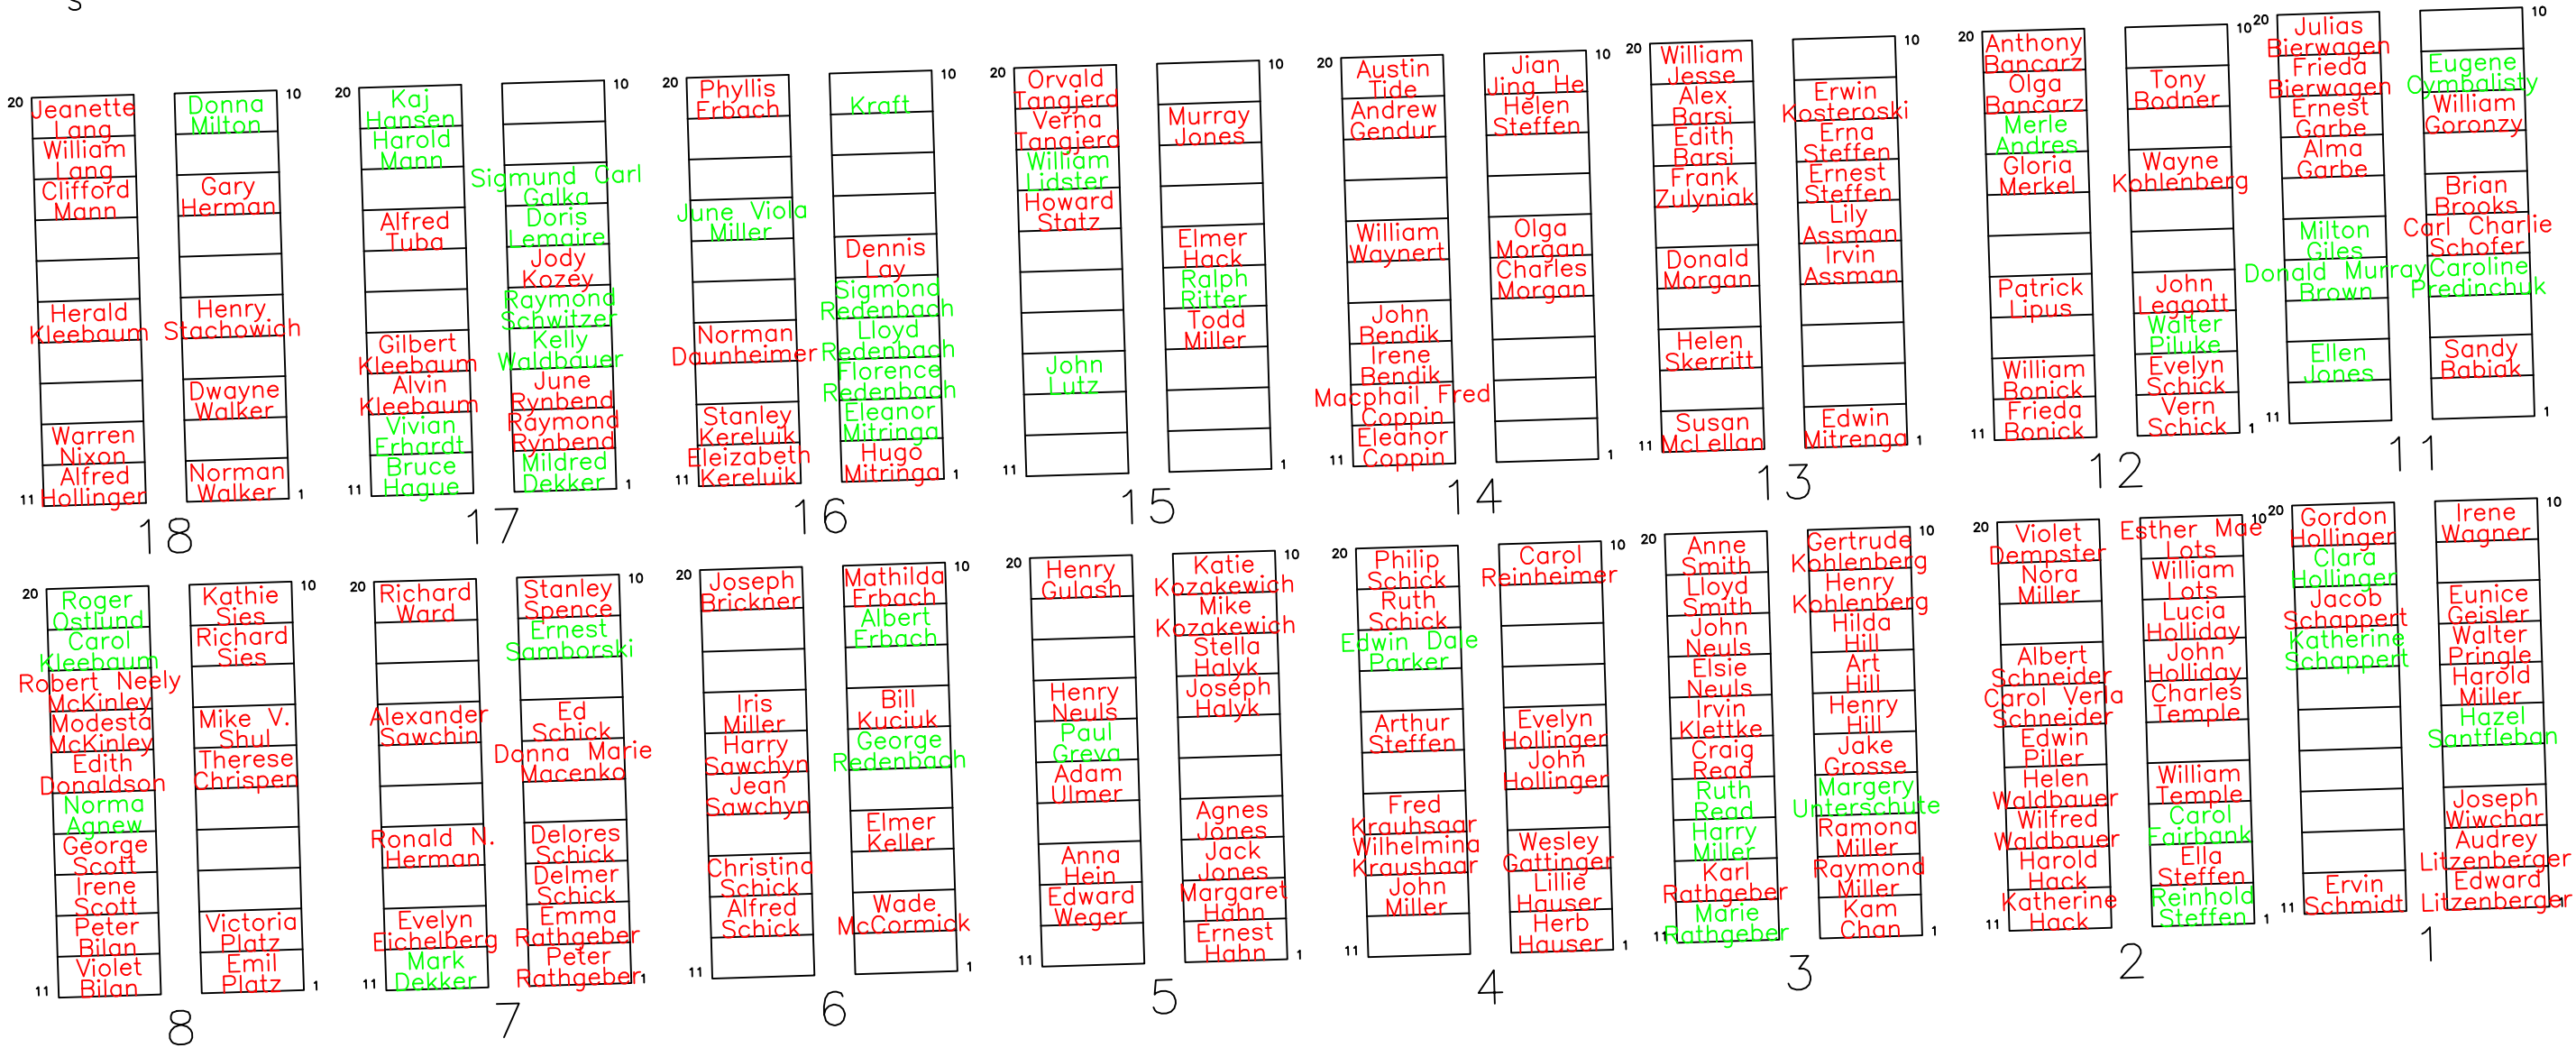 S
20
Jeanette
Lang
William
Lang
Clifford
Mann
Herald
Kleebaum
Warren
Nixon
Alfred
Hollinger
11
Donna
Milton
10
Gary
Herman
Henry
Stachowich
Dwayne
Walker
Norman
Walker
1
18
20
Kaj
Hansen
Harold
Mann
Alfred
Tuba
Gilbert
Kleebaum
Alvin
Kleebaum
Vivian
Erhardt
Bruce
Hague
11
Sigmund Carl
Galka
Doris
Lemaire
Jody
Kozey
Raymond
Schwitzer
Kelly
Waldbauer
June
Rynbend
Raymond
Rynbend
Mildred
Dekker
1
17
20
Phyllis
Erbach
June Viola
Miller
Norman
Daunheimer
Stanley
Kereluik
Eleizabeth
Kereluik
11
10
Kraft
Dennis
Lay
Sigmond
Redenbach
Lloyd
Redenbach
Florence
Redenbach
Eleanor
Mitringa
Hugo
Mitringa
1
16
20
Orvald
Tangjerd
Verna
Tangjerd
William
Lidster
Howard
Statz
John
Lutz
11
10
Murray
Jones
Elmer
Hack
Ralph
Ritter
Todd
Miller
1
15
20
Austin
Tide
Andrew
Gendur
William
Waynert
John
Bendik
Irene
Bendik
Macphail Fred
Coppin
Eleanor
Coppin
11
Jian
Jing He
10
Helen
Steffen
Olga
Morgan
Charles
Morgan
1
14
20
William
Jesse
Alex
Barsi
Edith
Barsi
Frank
Zulyniak
Donald
Morgan
Helen
Skerritt
Susan
McLellan
11
10
Erwin
Kosteroski
Erna
Steffen
Ernest
Steffen
Lily
Assman
Irvin
Assman
Edwin
Mitrenga
1
13
20
Anthony
Bancarz
Olga
Bancarz
Merle
Andres
Gloria
Merkel
Patrick
Lipus
William
Bonick
Frieda
Bonick
11
10
Tony
Bodner
Wayne
Kohlenberg
John
Leggott
Walter
Piluke
Evelyn
Schick
Vern
Schick
1
12
20
Julias
Bierwagen
Frieda
Bierwagen
Ernest
Garbe
Alma
Garbe
Milton
Giles
Donald Murray
Brown
Ellen
Jones
11
10
Eugene
Cymbalisty
William
Goronzy
Brian
Brooks
Carl Charlie
Schofer
Caroline
Predinchuk
Sandy
Babiak
1
11
20
Roger
Ostlund
Carol
Kleebaum
Robert Neely
McKinley
Modesta
McKinley
Edith
Donaldson
Norma
Agnew
George
Scott
Irene
Scott
Peter
Bilan
Violet
Bilan
11
Kathie
Sies
10
Richard
Sies
Mike V.
Shul
Therese
Chrispen
Victoria
Platz
Emil
Platz
1
8
20
Richard
Ward
Alexander
Sawchin
Ronald N.
Herman
Evelyn
Eichelberg
Mark
Dekker
11
Stanley
Spence
10
Ernest
Samborski
Ed
Schick
Donna Marie
Macenko
Delores
Schick
Delmer
Schick
Emma
Rathgeber
Peter
Rathgeber
1
7
20
Joseph
Brickner
Iris
Miller
Harry
Sawchyn
Jean
Sawchyn
Christina
Schick
Alfred
Schick
11
Mathilda
Erbach
10
Albert
Erbach
Bill
Kuciuk
George
Redenbach
Elmer
Keller
Wade
McCormick
1
6
20
Henry
Gulash
Henry
Neuls
Paul
Greva
Adam
Ulmer
Anna
Hein
Edward
Weger
11
Katie
Kozakewich
10
Mike
Kozakewich
Stella
Halyk
Joseph
Halyk
Agnes
Jones
Jack
Jones
Margaret
Hahn
Ernest
Hahn
1
5
20
Philip
Schick
Ruth
Schick
Edwin Dale
Parker
Arthur
Steffen
Fred
Krauhsaar
Wilhelmina
Kraushaar
John
Miller
11
Carol
Reinheimer
10
Evelyn
Hollinger
John
Hollinger
Wesley
Gattinger
Lillie
Hauser
Herb
Hauser
1
4
20
Anne
Smith
Lloyd
Smith
John
Neuls
Elsie
Neuls
Irvin
Klettke
Craig
Read
Ruth
Read
Harry
Miller
Karl
Rathgeber
Marie
Rathgeber
11
Gertrude
Kohlenberg
10
Henry
Kohlenberg
Hilda
Hill
Art
Hill
Henry
Hill
Jake
Grosse
Margery
Unterschute
Ramona
Miller
Raymond
Miller
Kam
Chan
1
3
20
Violet
Dempster
Nora
Miller
Albert
Schneider
Carol Verla
Schneider
Edwin
Piller
Helen
Waldbauer
Wilfred
Waldbauer
Harold
Hack
Katherine
Hack
11
Esther Mae
Lots
10
William
Lots
Lucia
Holliday
John
Holliday
Charles
Temple
William
Temple
Carol
Fairbank
Ella
Steffen
Reinhold
Steffen
1
2
20
Gordon
Hollinger
Clara
Hollinger
Jacob
Schappert
Katherine
Schappert
Ervin
Schmidt
11
Irene
Wagner
10
Eunice
Geisler
Walter
Pringle
Harold
Miller
Hazel
Santfleban
Joseph
Wiwchar
Audrey
Litzenberger
Edward
Litzenberger
1
1